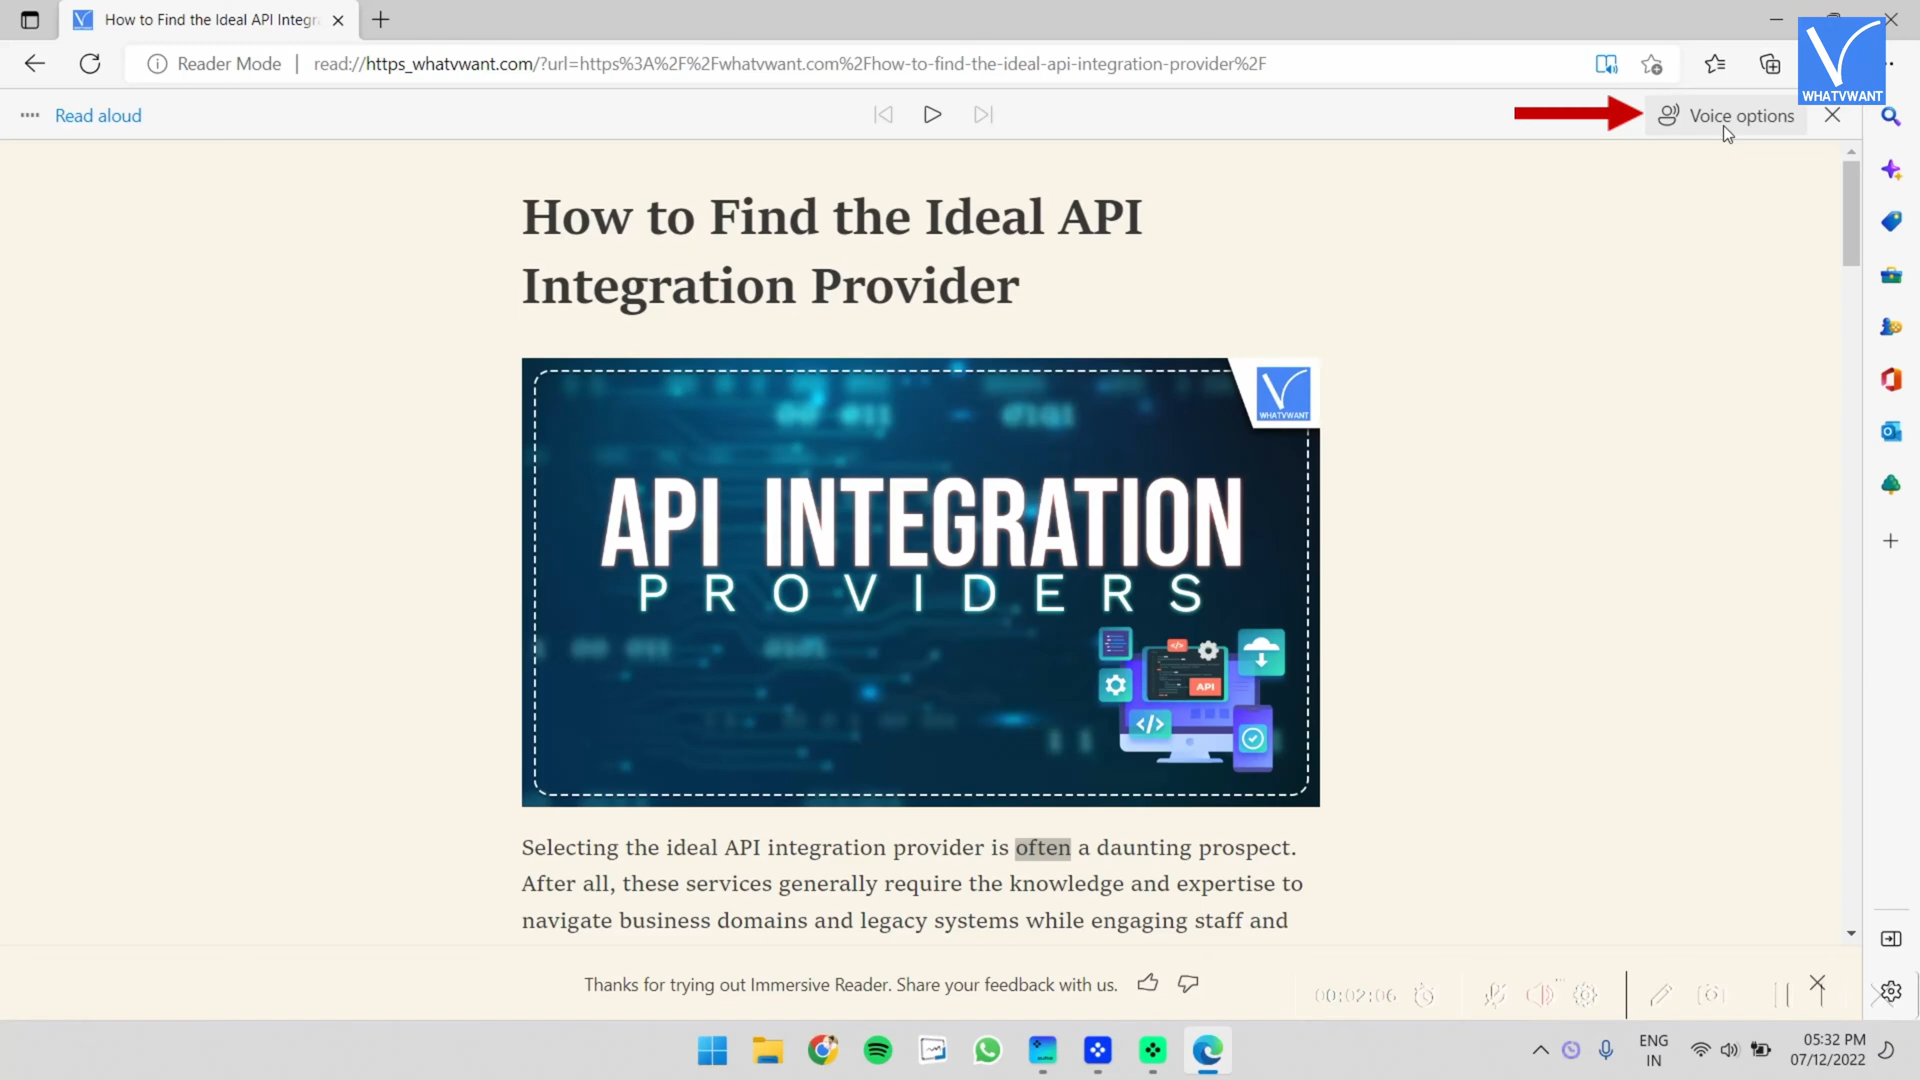 How to Find the Ideal API Integr
Reader Mode | read://https_whatvwant.com/?url=https%3A%2F%2Fwhatvwant.com%2Fhow-to-find-the-ideal-api-integration-provider%2F
WHATVWANT
Read aloud
Voice options
How to Find the Ideal API
Integration Provider
WHATVWANT
API INTEGRATION
PROVIDERS
API
Selecting the ideal API integration provider is often a daunting prospect.
After all, these services generally require the knowledge and expertise to
navigate business domains and legacy systems while engaging staff and
Thanks for trying out Immersive Reader. Share your feedback with us.
00:02:06
ENG
IN
05:32 PM
07/12/2022